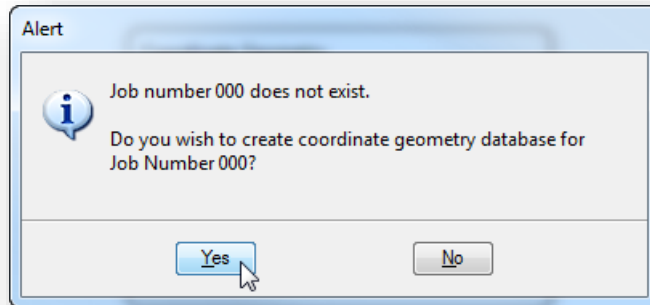 Alert
Job number 000 does not exist.
Do you wish to create coordinate geometry database for
Job Number 000?
Yes
No